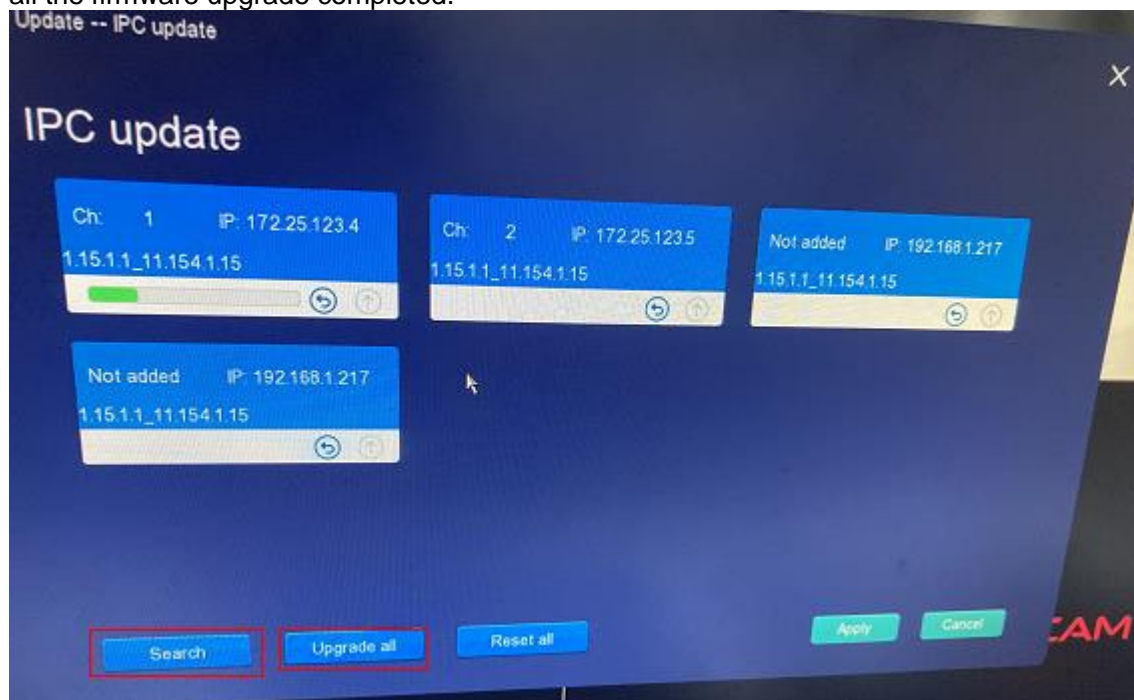 all the firmware upgrade completed.
Update -- IPC update
X
IPC update
Ch: 1 IP: 172.25.123.4
1.15.1.1_11.154.1.15
Ch: 2 IP: 172.25.123.5
1.15.1.1_11.154.1.15
Not added IP: 192.168.1.217
1.15.1.1_11.154.1.15
Not added IP: 192.168.1.217
1.15.1.1_11.154.1.15
Search
Upgrade all
Reset all
Apply
Cancel
CAM